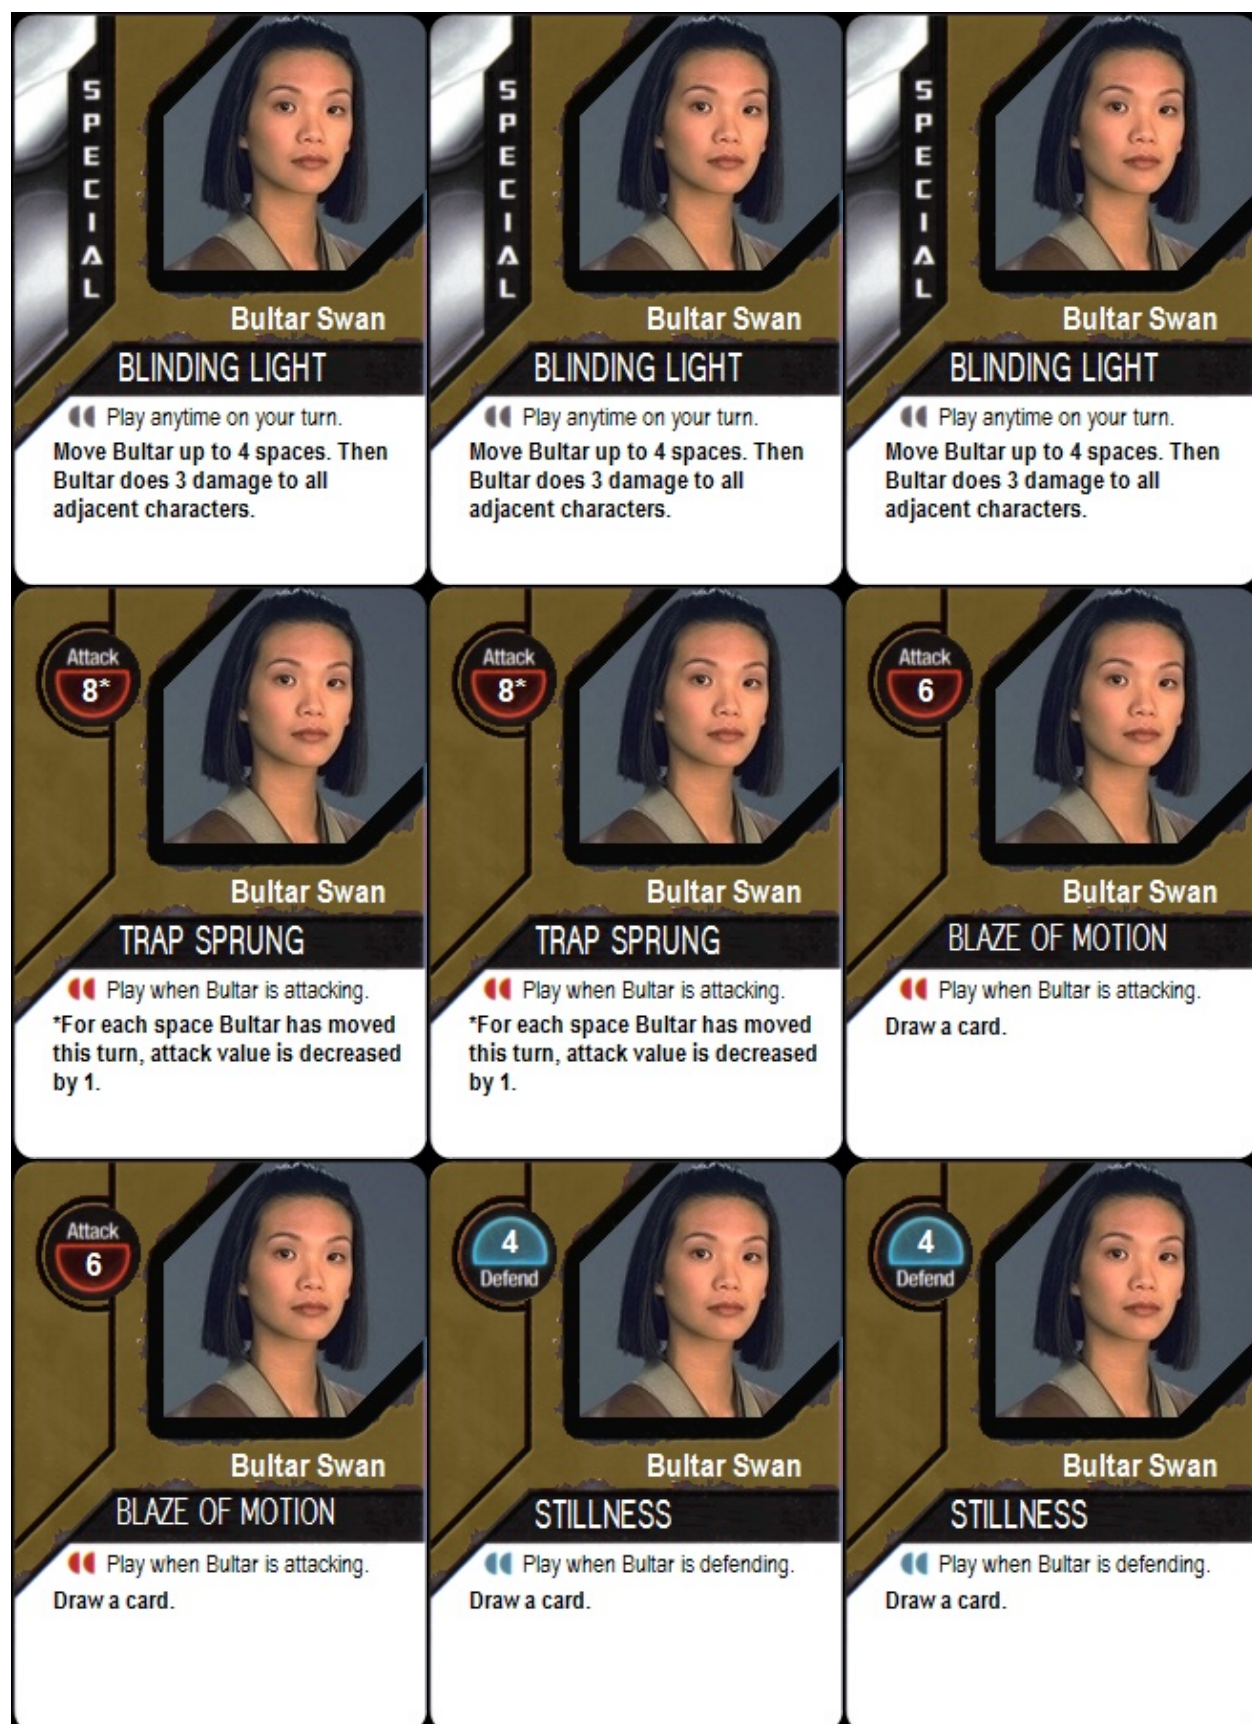 SPECIAL
Bultar Swan
BLINDING LIGHT
Play anytime on your turn.
Move Bultar up to 4 spaces. Then
Bultar does 3 damage to all
adjacent characters.
SPECIAL
Bultar Swan
BLINDING LIGHT
Play anytime on your turn.
Move Bultar up to 4 spaces. Then
Bultar does 3 damage to all
adjacent characters.
SPECIAL
Bultar Swan
BLINDING LIGHT
Play anytime on your turn.
Move Bultar up to 4 spaces. Then
Bultar does 3 damage to all
adjacent characters.
Attack
8*
Bultar Swan
TRAP SPRUNG
Play when Bultar is attacking.
*For each space Bultar has moved
this turn, attack value is decreased
by 1.
Attack
8*
Bultar Swan
TRAP SPRUNG
Play when Bultar is attacking.
*For each space Bultar has moved
this turn, attack value is decreased
by 1.
Attack
6
Bultar Swan
BLAZE OF MOTION
Play when Bultar is attacking.
Draw a card.
Attack
6
Bultar Swan
BLAZE OF MOTION
Play when Bultar is attacking.
Draw a card.
4
Defend
Bultar Swan
STILLNESS
Play when Bultar is defending.
Draw a card.
4
Defend
Bultar Swan
STILLNESS
Play when Bultar is defending.
Draw a card.